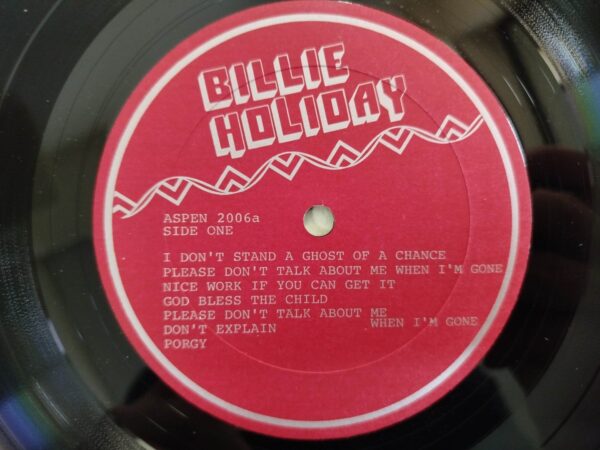 BILLIE
HOLIDAY
ASPEN 2006a
SIDE ONE
I DON'T STAND A GHOST OF A CHANCE
PLEASE DON'T TALK ABOUT ME WHEN I'M GONE
NICE WORK IF YOU CAN GET IT
GOD BLESS THE CHILD
PLEASE DON'T TALK ABOUT ME
WHEN I'M GONE
DON'T EXPLAIN
PORGY